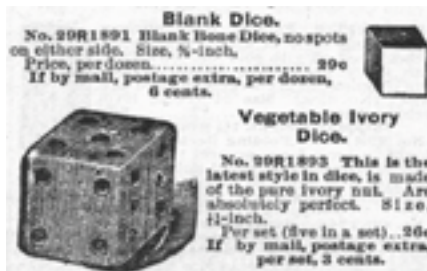 Blank Dice.
No. 29R1891 Blank Bone Dice, no spots
on either side. Size, ⅝-inch.
Price, per dozen.......................29c
If by mail, postage extra, per dozen,
6 cents.
Vegetable Ivory
Dice.
No. 29R1893 This is the
latest style in dice, is made
of the pure ivory nut. Are
absolutely perfect. Size
-inch.
Per set (five in a set)..26c
If by mail, postage extra,
per set, 3 cents.